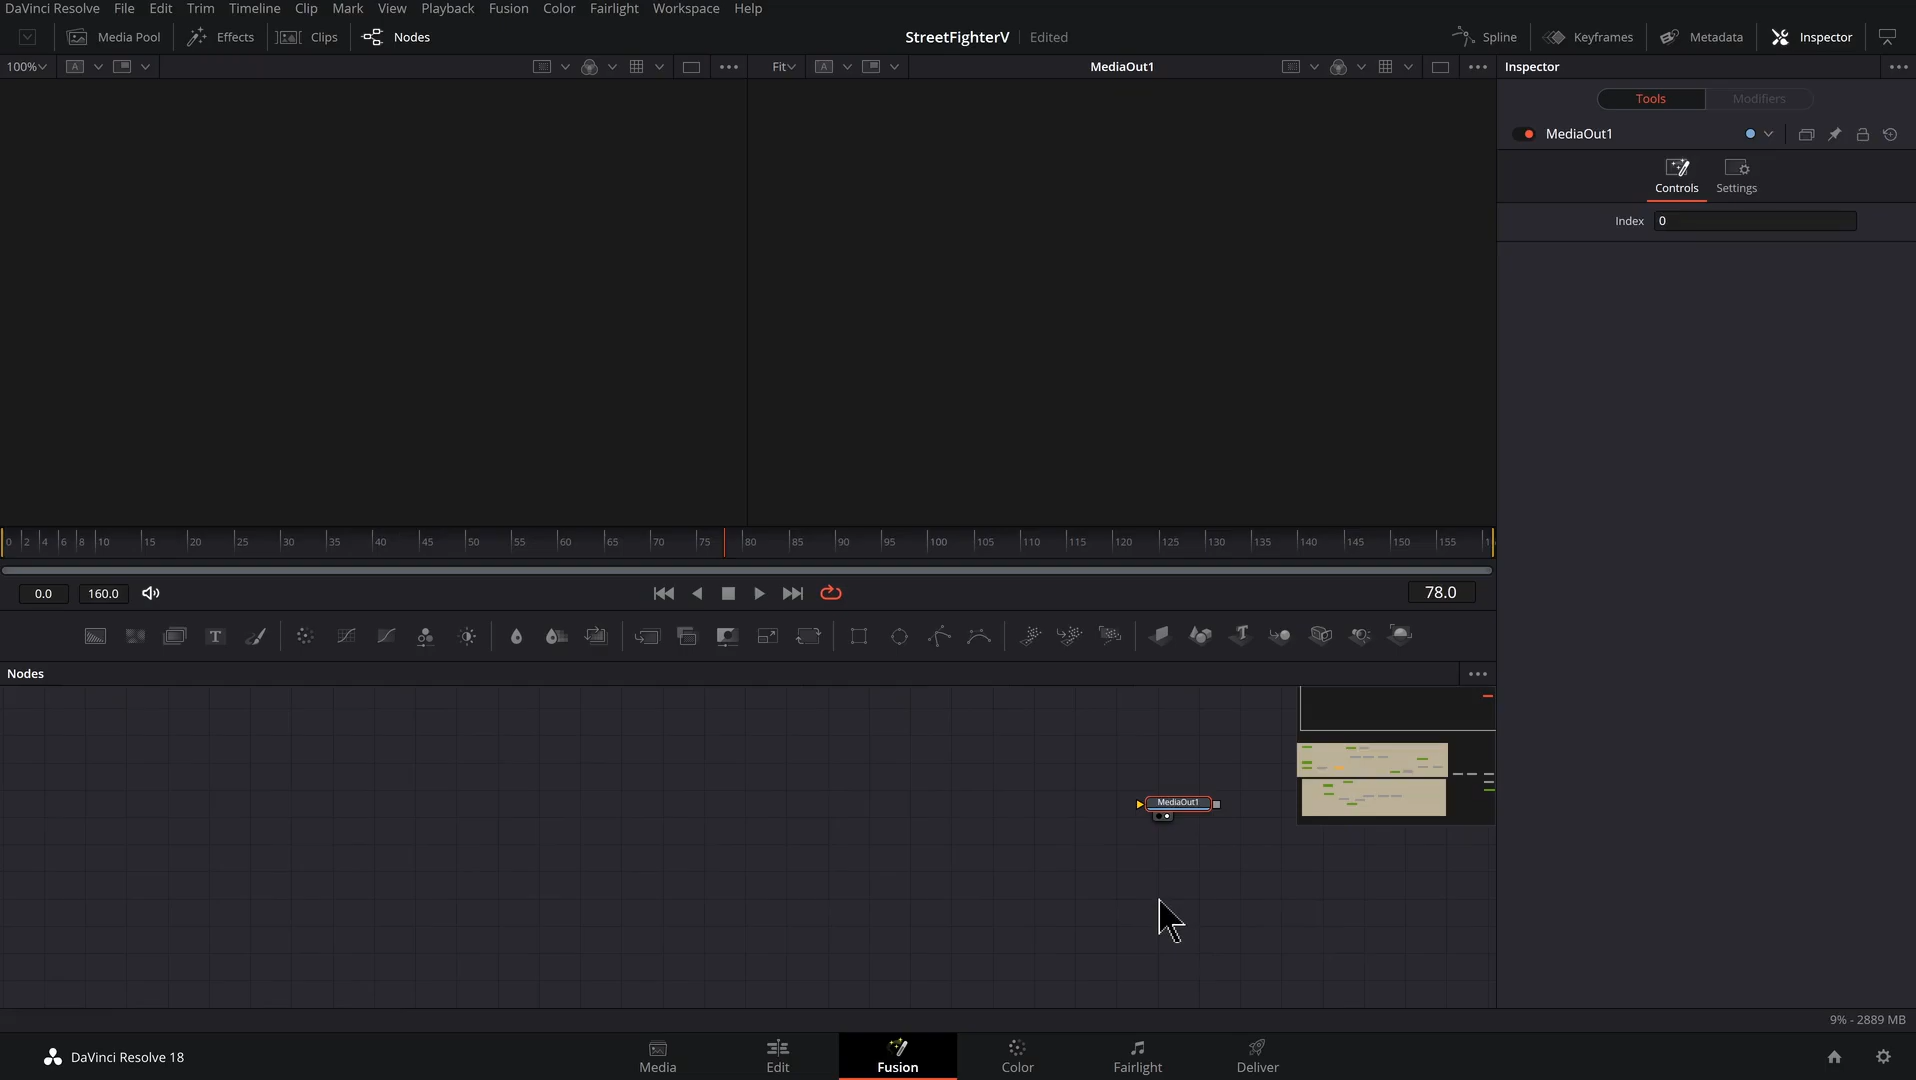 DaVinci Resolve File Edit Trim Timeline Clip Mark View Playback Fusion Color Fairlight Workspace Help
Media Pool Effects Clips Nodes StreetFighterV Edited Spline Keyframes Metadata Inspector
100% A Fit A MediaOut1 Inspector
Tools Modifiers
MediaOut1
Controls Settings
Index 0
0 2 4 6 8 10 15 20 25 30 35 40 45 50 55 60 65 70 75 80 85 90 95 100 105 110 115 120 125 130 135 140 145 150 155
0.0 160.0 78.0
T T
Nodes
MediaOut1
9% - 2889 MB
DaVinci Resolve 18 Media Edit Fusion Color Fairlight Deliver